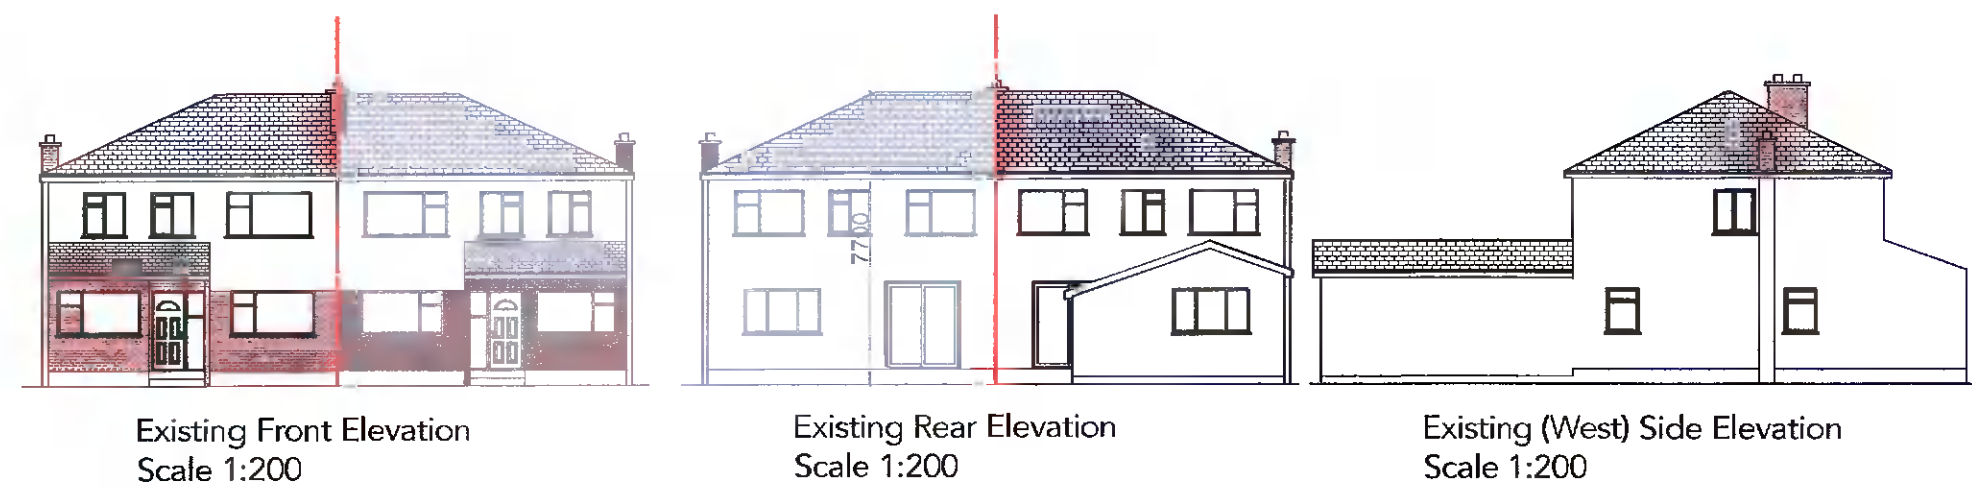 7700
Existing Front Elevation
Scale 1:200
Existing Rear Elevation
Scale 1:200
Existing (West) Side Elevation
Scale 1:200